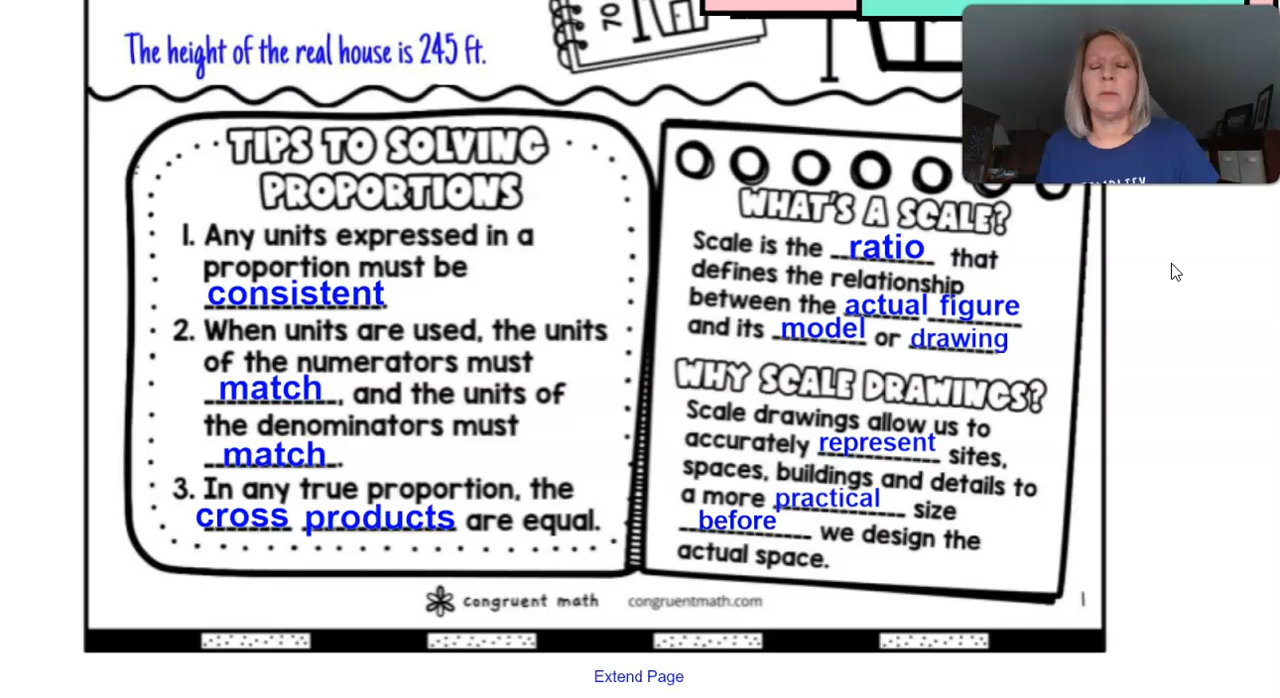 70
The height of the real house is 245 ft.
TIPS TO SOLVING
PROPORTIONS
1. Any units expressed in a
proportion must be
consistent.
2. When units are used, the units
of the numerators must
match, and the units of
the denominators must
match.
3. In any true proportion, the
cross products are equal.
WHAT'S A SCALE?
Scale is the ratio that
defines the relationship
between the actual figure
and its model or drawing
WHY SCALE DRAWINGS?
Scale drawings allow us to
accurately represent sites,
spaces, buildings and details to
a more practical size
before we design the
actual space.
congruent math congruentmath.com
1
Extend Page